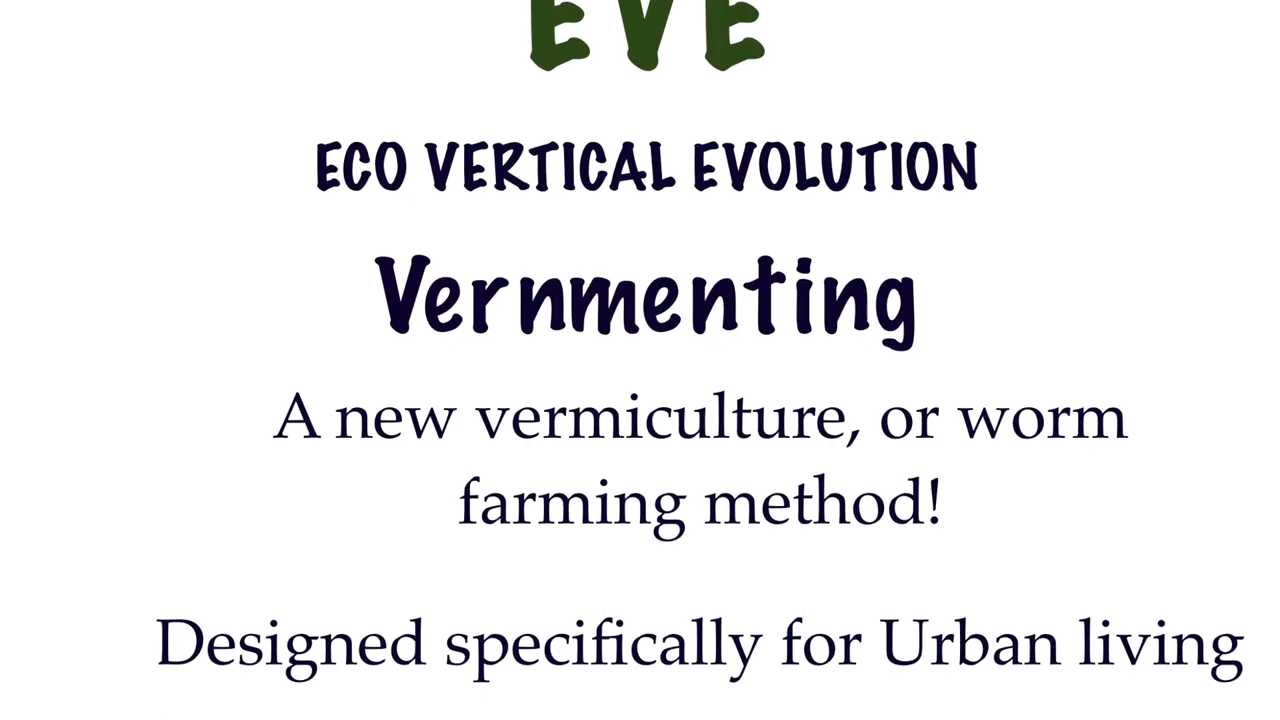 EVE
ECO VERTICAL EVOLUTION
Vernmenting
A new vermiculture, or worm
farming method!
Designed specifically for Urban living